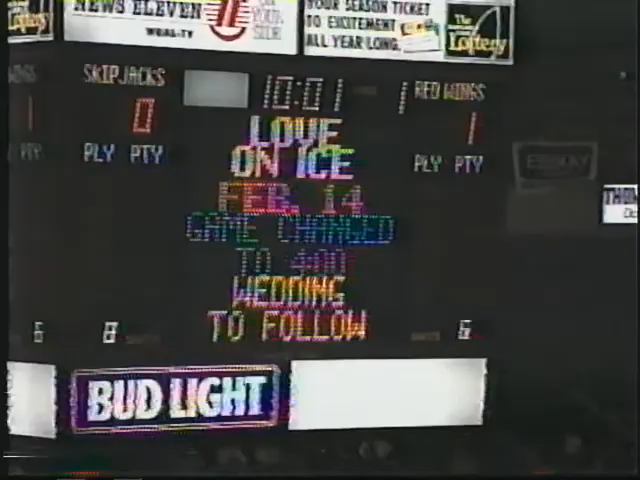 NEWS ELEVEN
11
WBAL-TV
YOUR SEASON TICKET
TO EXCITEMENT
ALL YEAR LONG.
The
Lottery
SKIPJACKS
0
PLY PTY
8
10:01
1
RED WINGS
1
PLY PTY
6
LOVE
ON ICE
FEB. 14
GAME CHANGED
TO 4:00
WEDDING
TO FOLLOW
BUD LIGHT